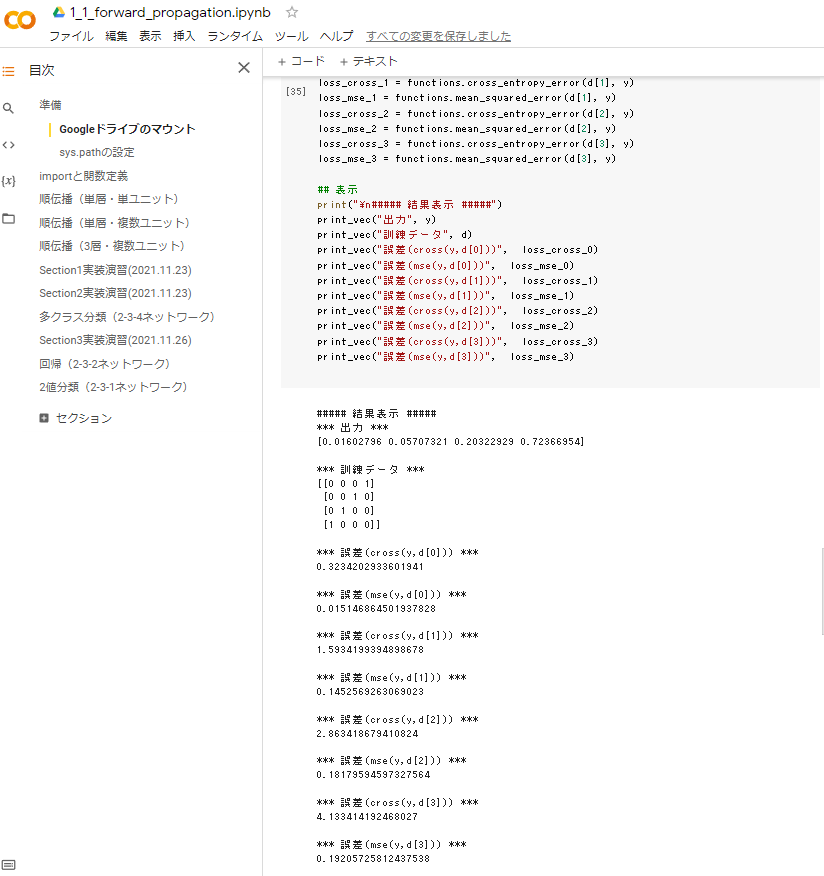 1_1_forward_propagation.ipynb
ファイル 編集 表示 挿入 ランタイム ツール ヘルプ すべての変更を保存しました
目次
準備
Googleドライブのマウント
sys.pathの設定
importと関数定義
順伝播（単層・単ユニット）
順伝播（単層・複数ユニット）
順伝播（3層・複数ユニット）
Section1実装演習(2021.11.23)
Section2実装演習(2021.11.23)
多クラス分類（2-3-4ネットワーク）
Section3実装演習(2021.11.26)
回帰（2-3-2ネットワーク）
2値分類（2-3-1ネットワーク）
セクション
+ コード + テキスト
[35]
loss_cross_1 = functions.cross_entropy_error(d[1], y)
loss_mse_1 = functions.mean_squared_error(d[1], y)
loss_cross_2 = functions.cross_entropy_error(d[2], y)
loss_mse_2 = functions.mean_squared_error(d[2], y)
loss_cross_3 = functions.cross_entropy_error(d[3], y)
loss_mse_3 = functions.mean_squared_error(d[3], y)
## 表示
print("¥n##### 結果表示 #####")
print_vec("出力", y)
print_vec("訓練データ", d)
print_vec("誤差(cross(y,d[0]))", loss_cross_0)
print_vec("誤差(mse(y,d[0]))", loss_mse_0)
print_vec("誤差(cross(y,d[1]))", loss_cross_1)
print_vec("誤差(mse(y,d[1]))", loss_mse_1)
print_vec("誤差(cross(y,d[2]))", loss_cross_2)
print_vec("誤差(mse(y,d[2]))", loss_mse_2)
print_vec("誤差(cross(y,d[3]))", loss_cross_3)
print_vec("誤差(mse(y,d[3]))", loss_mse_3)
##### 結果表示 #####
*** 出力 ***
[0.01602796 0.05707321 0.20322929 0.72366954]
*** 訓練データ ***
[[0 0 0 1]
[0 0 1 0]
[0 1 0 0]
[1 0 0 0]]
*** 誤差(cross(y,d[0])) ***
0.3234202933601941
*** 誤差(mse(y,d[0])) ***
0.015146864501937828
*** 誤差(cross(y,d[1])) ***
1.5934199394898678
*** 誤差(mse(y,d[1])) ***
0.1452569263069023
*** 誤差(cross(y,d[2])) ***
2.863418679410824
*** 誤差(mse(y,d[2])) ***
0.18179594597327564
*** 誤差(cross(y,d[3])) ***
4.133414192468027
*** 誤差(mse(y,d[3])) ***
0.19205725812437538